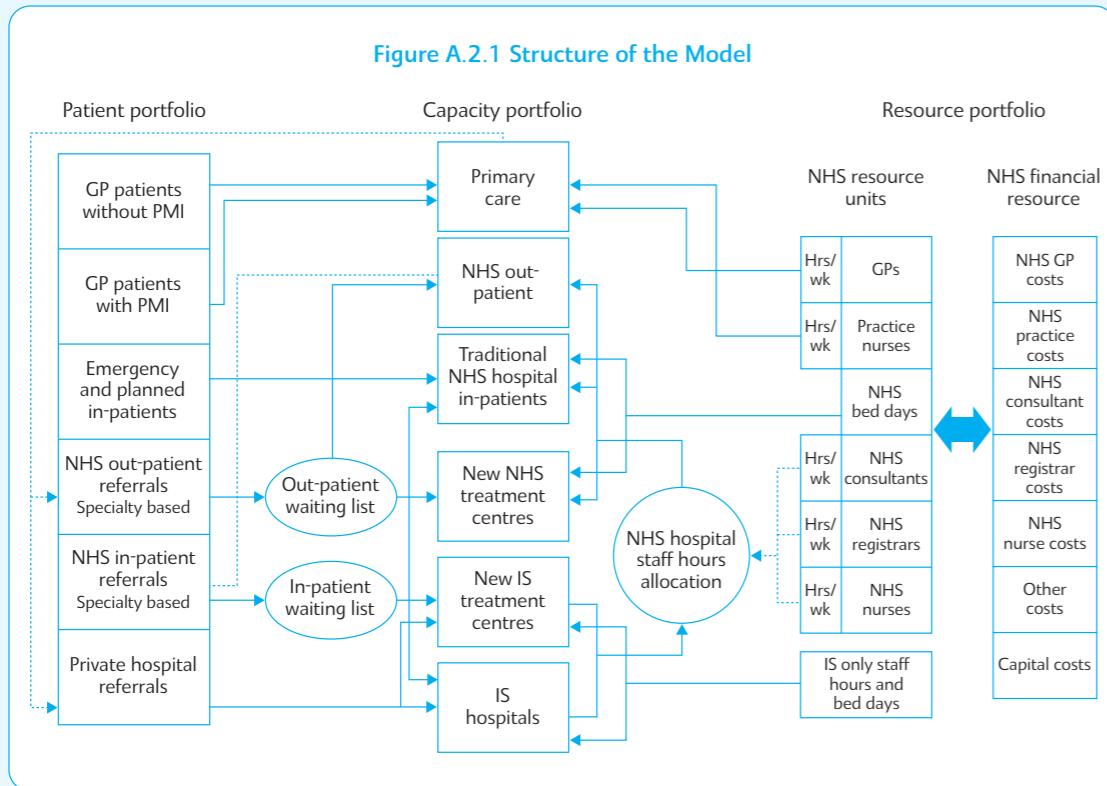 Figure A.2.1 Structure of the Model
Patient portfolio
Capacity portfolio
Resource portfolio
GP patients
without PMI
GP patients
with PMI
Emergency
and planned
in-patients
NHS out-patient
referrals
Specialty based
NHS in-patient
referrals
Specialty based
Private hospital
referrals
Out-patient
waiting list
In-patient
waiting list
Primary
care
NHS out-
patient
Traditional
NHS hospital
in-patients
New NHS
treatment
centres
New IS
treatment
centres
IS
hospitals
NHS hospital
staff hours
allocation
NHS resource
units
Hrs/
wk
GPs
Hrs/
wk
Practice
nurses
NHS
bed days
Hrs/
wk
NHS
consultants
Hrs/
wk
NHS
registrars
Hrs/
wk
NHS
nurses
IS only staff
hours and
bed days
NHS financial
resource
NHS GP
costs
NHS
practice
costs
NHS
consultant
costs
NHS
registrar
costs
NHS
nurse costs
Other
costs
Capital costs